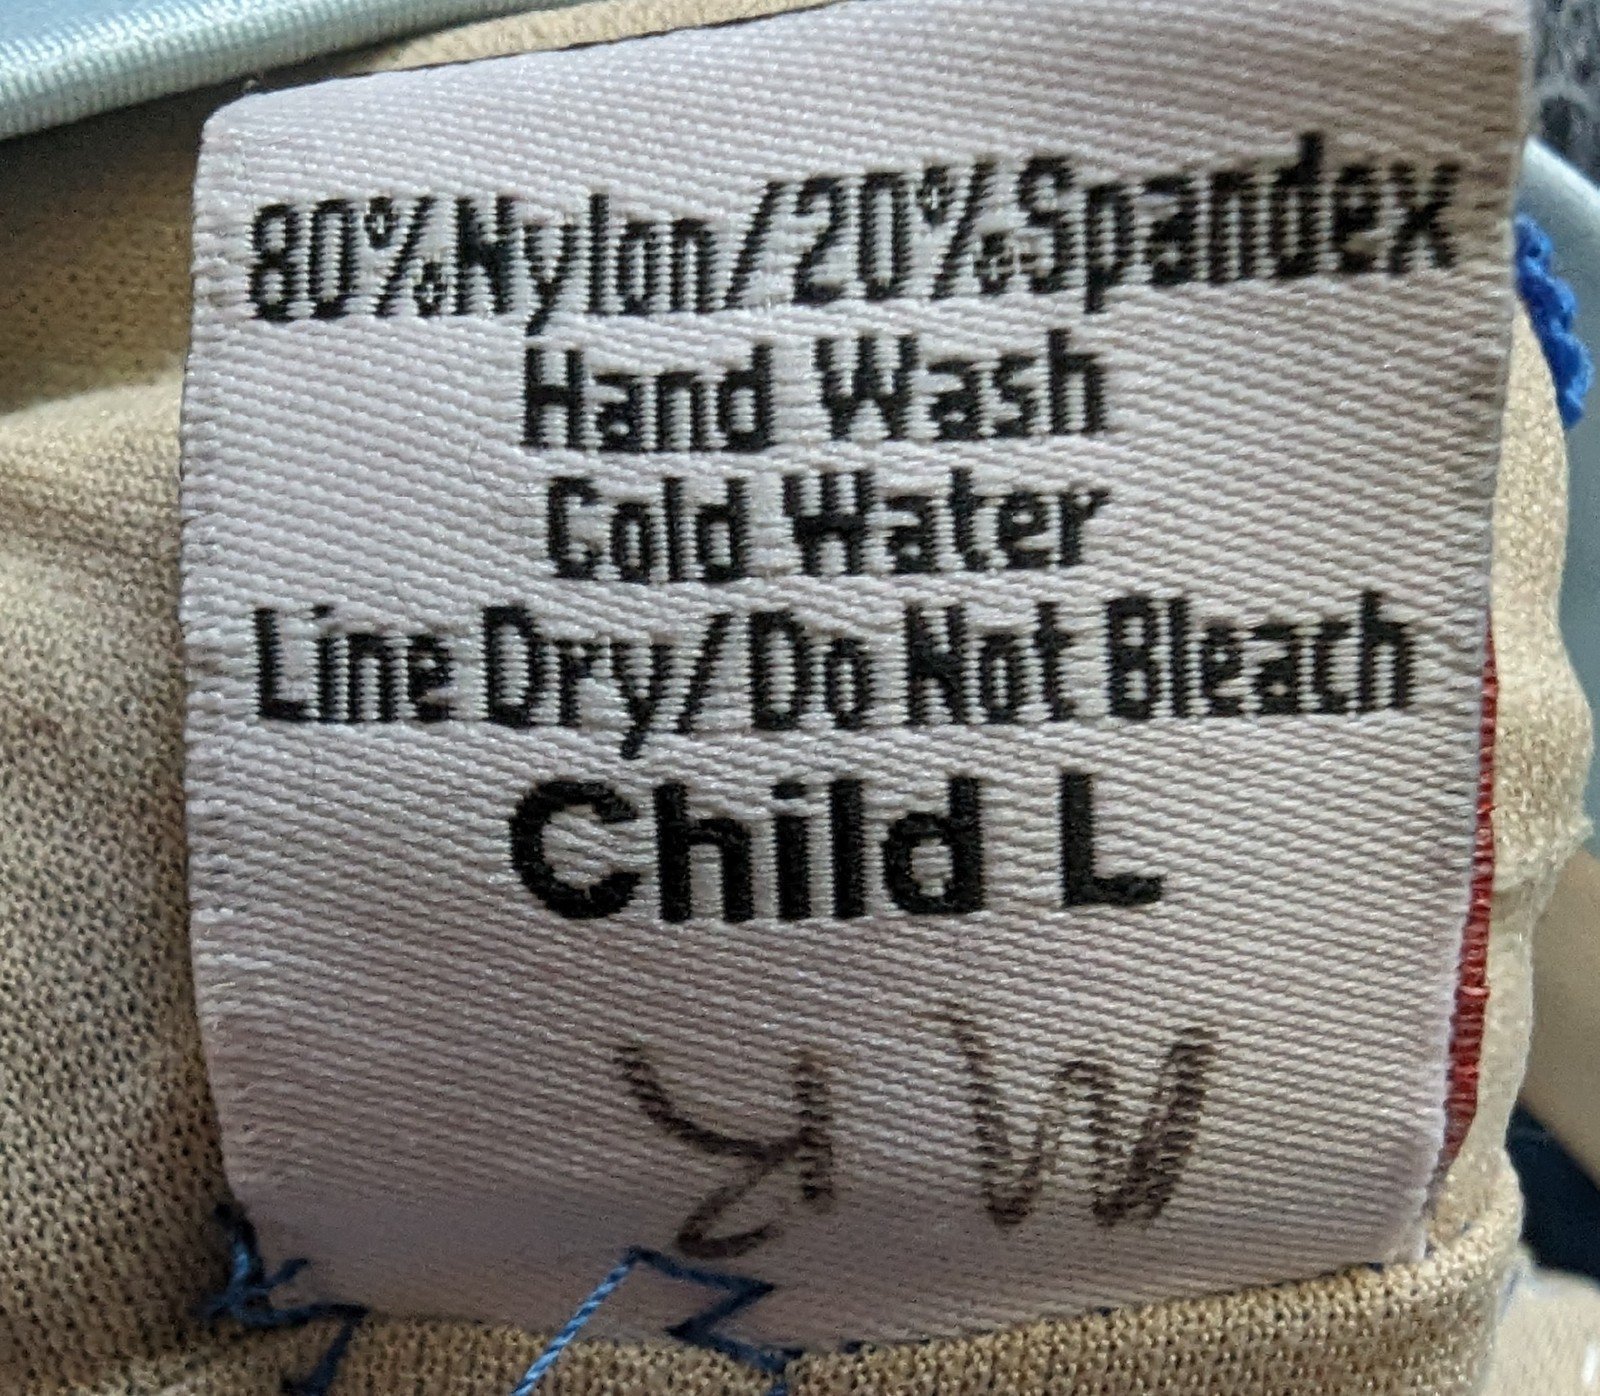 80%Nylon/20%Spandex
Hand Wash
Cold Water
Line Dry/Do Not Bleach
Child L
M R